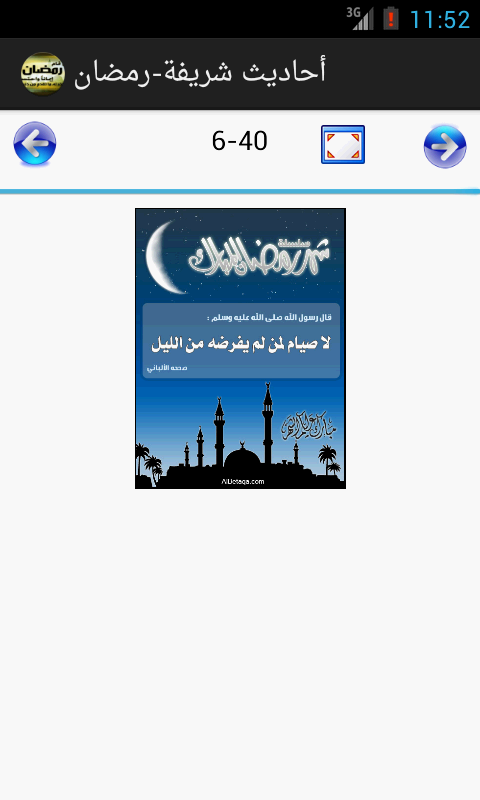 3G
11:52
أحاديث شريفة-رمضان
رمضان
6-40
سلسلة
شهر رمضان المبارك
قال رسول الله صلى الله عليه وسلم :
لا صيام لمن لم يفرضه من الليل
صححه الألباني
مبارك عليكم الشهر
AlBetaqa.com